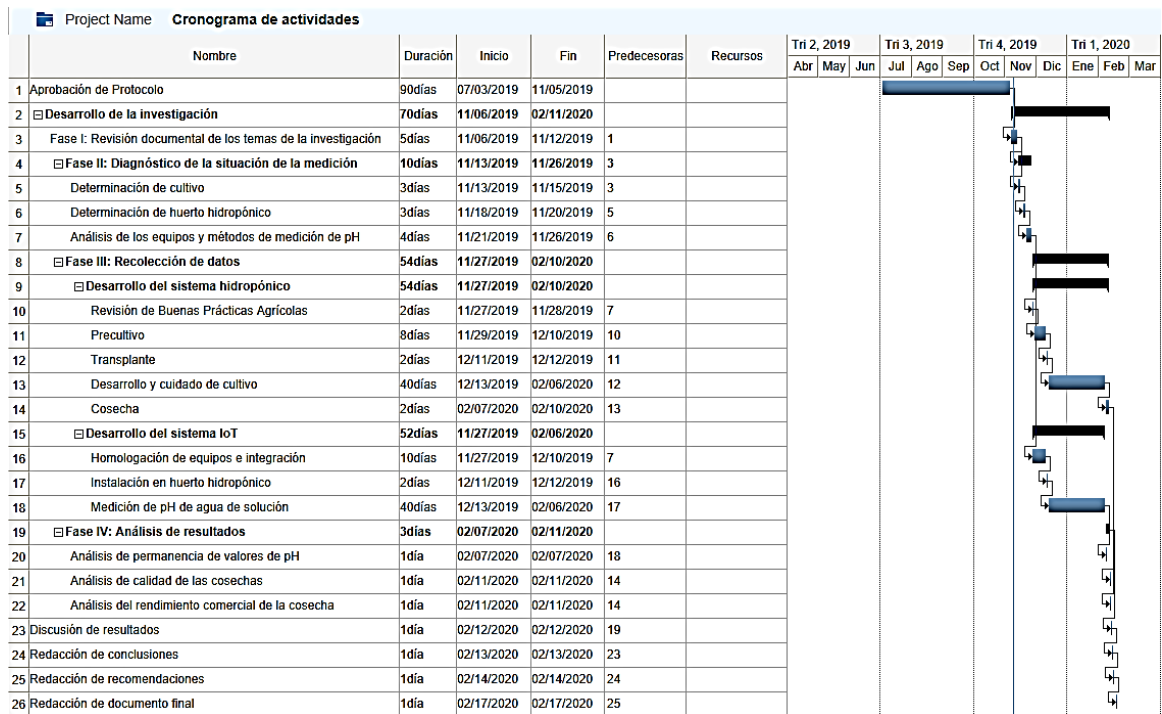 Project Name Cronograma de actividades
Nombre Duración Inicio Fin Predecesoras Recursos
Tri 2, 2019 Tri 3, 2019 Tri 4, 2019 Tri 1, 2020
Abr May Jun Jul Ago Sep Oct Nov Dic Ene Feb Mar
1 Aprobación de Protocolo 90días 07/03/2019 11/05/2019
2 Desarrollo de la investigación 70días 11/06/2019 02/11/2020
3 Fase I: Revisión documental de los temas de la investigación 5días 11/06/2019 11/12/2019 1
4 Fase II: Diagnóstico de la situación de la medición 10días 11/13/2019 11/26/2019 3
5 Determinación de cultivo 3días 11/13/2019 11/15/2019 3
6 Determinación de huerto hidropónico 3días 11/18/2019 11/20/2019 5
7 Análisis de los equipos y métodos de medición de pH 4días 11/21/2019 11/26/2019 6
8 Fase III: Recolección de datos 54días 11/27/2019 02/10/2020
9 Desarrollo del sistema hidropónico 54días 11/27/2019 02/10/2020
10 Revisión de Buenas Prácticas Agrícolas 2días 11/27/2019 11/28/2019 7
11 Precultivo 8días 11/29/2019 12/10/2019 10
12 Transplante 2días 12/11/2019 12/12/2019 11
13 Desarrollo y cuidado de cultivo 40días 12/13/2019 02/06/2020 12
14 Cosecha 2días 02/07/2020 02/10/2020 13
15 Desarrollo del sistema IoT 52días 11/27/2019 02/06/2020
16 Homologación de equipos e integración 10días 11/27/2019 12/10/2019 7
17 Instalación en huerto hidropónico 2días 12/11/2019 12/12/2019 16
18 Medición de pH de agua de solución 40días 12/13/2019 02/06/2020 17
19 Fase IV: Análisis de resultados 3días 02/07/2020 02/11/2020
20 Análisis de permanencia de valores de pH 1día 02/07/2020 02/07/2020 18
21 Análisis de calidad de las cosechas 1día 02/11/2020 02/11/2020 14
22 Análisis del rendimiento comercial de la cosecha 1día 02/11/2020 02/11/2020 14
23 Discusión de resultados 1día 02/12/2020 02/12/2020 19
24 Redacción de conclusiones 1día 02/13/2020 02/13/2020 23
25 Redacción de recomendaciones 1día 02/14/2020 02/14/2020 24
26 Redacción de documento final 1día 02/17/2020 02/17/2020 25